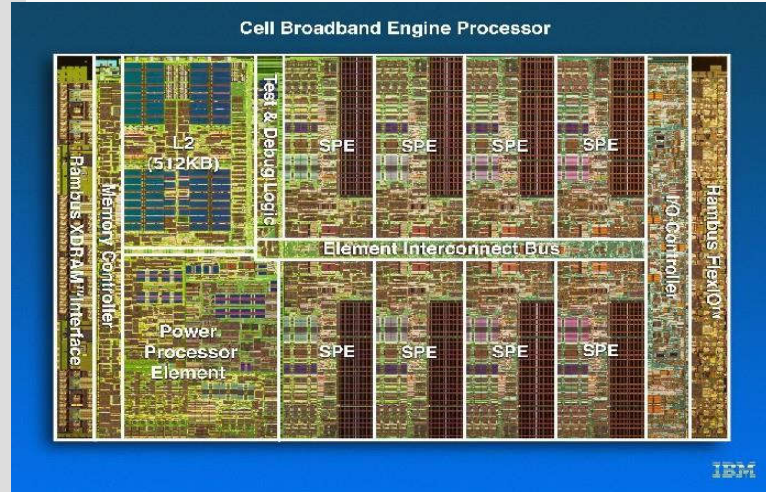 Cell Broadband Engine Processor
Rambus XDRAM™ Interface
Memory Controller
L2
(512KB)
Test & Debug Logic
SPE
SPE
SPE
SPE
I/O Controller
Rambus FlexIO™
Element Interconnect Bus
Power
Processor
Element
SPE
SPE
SPE
SPE
IBM